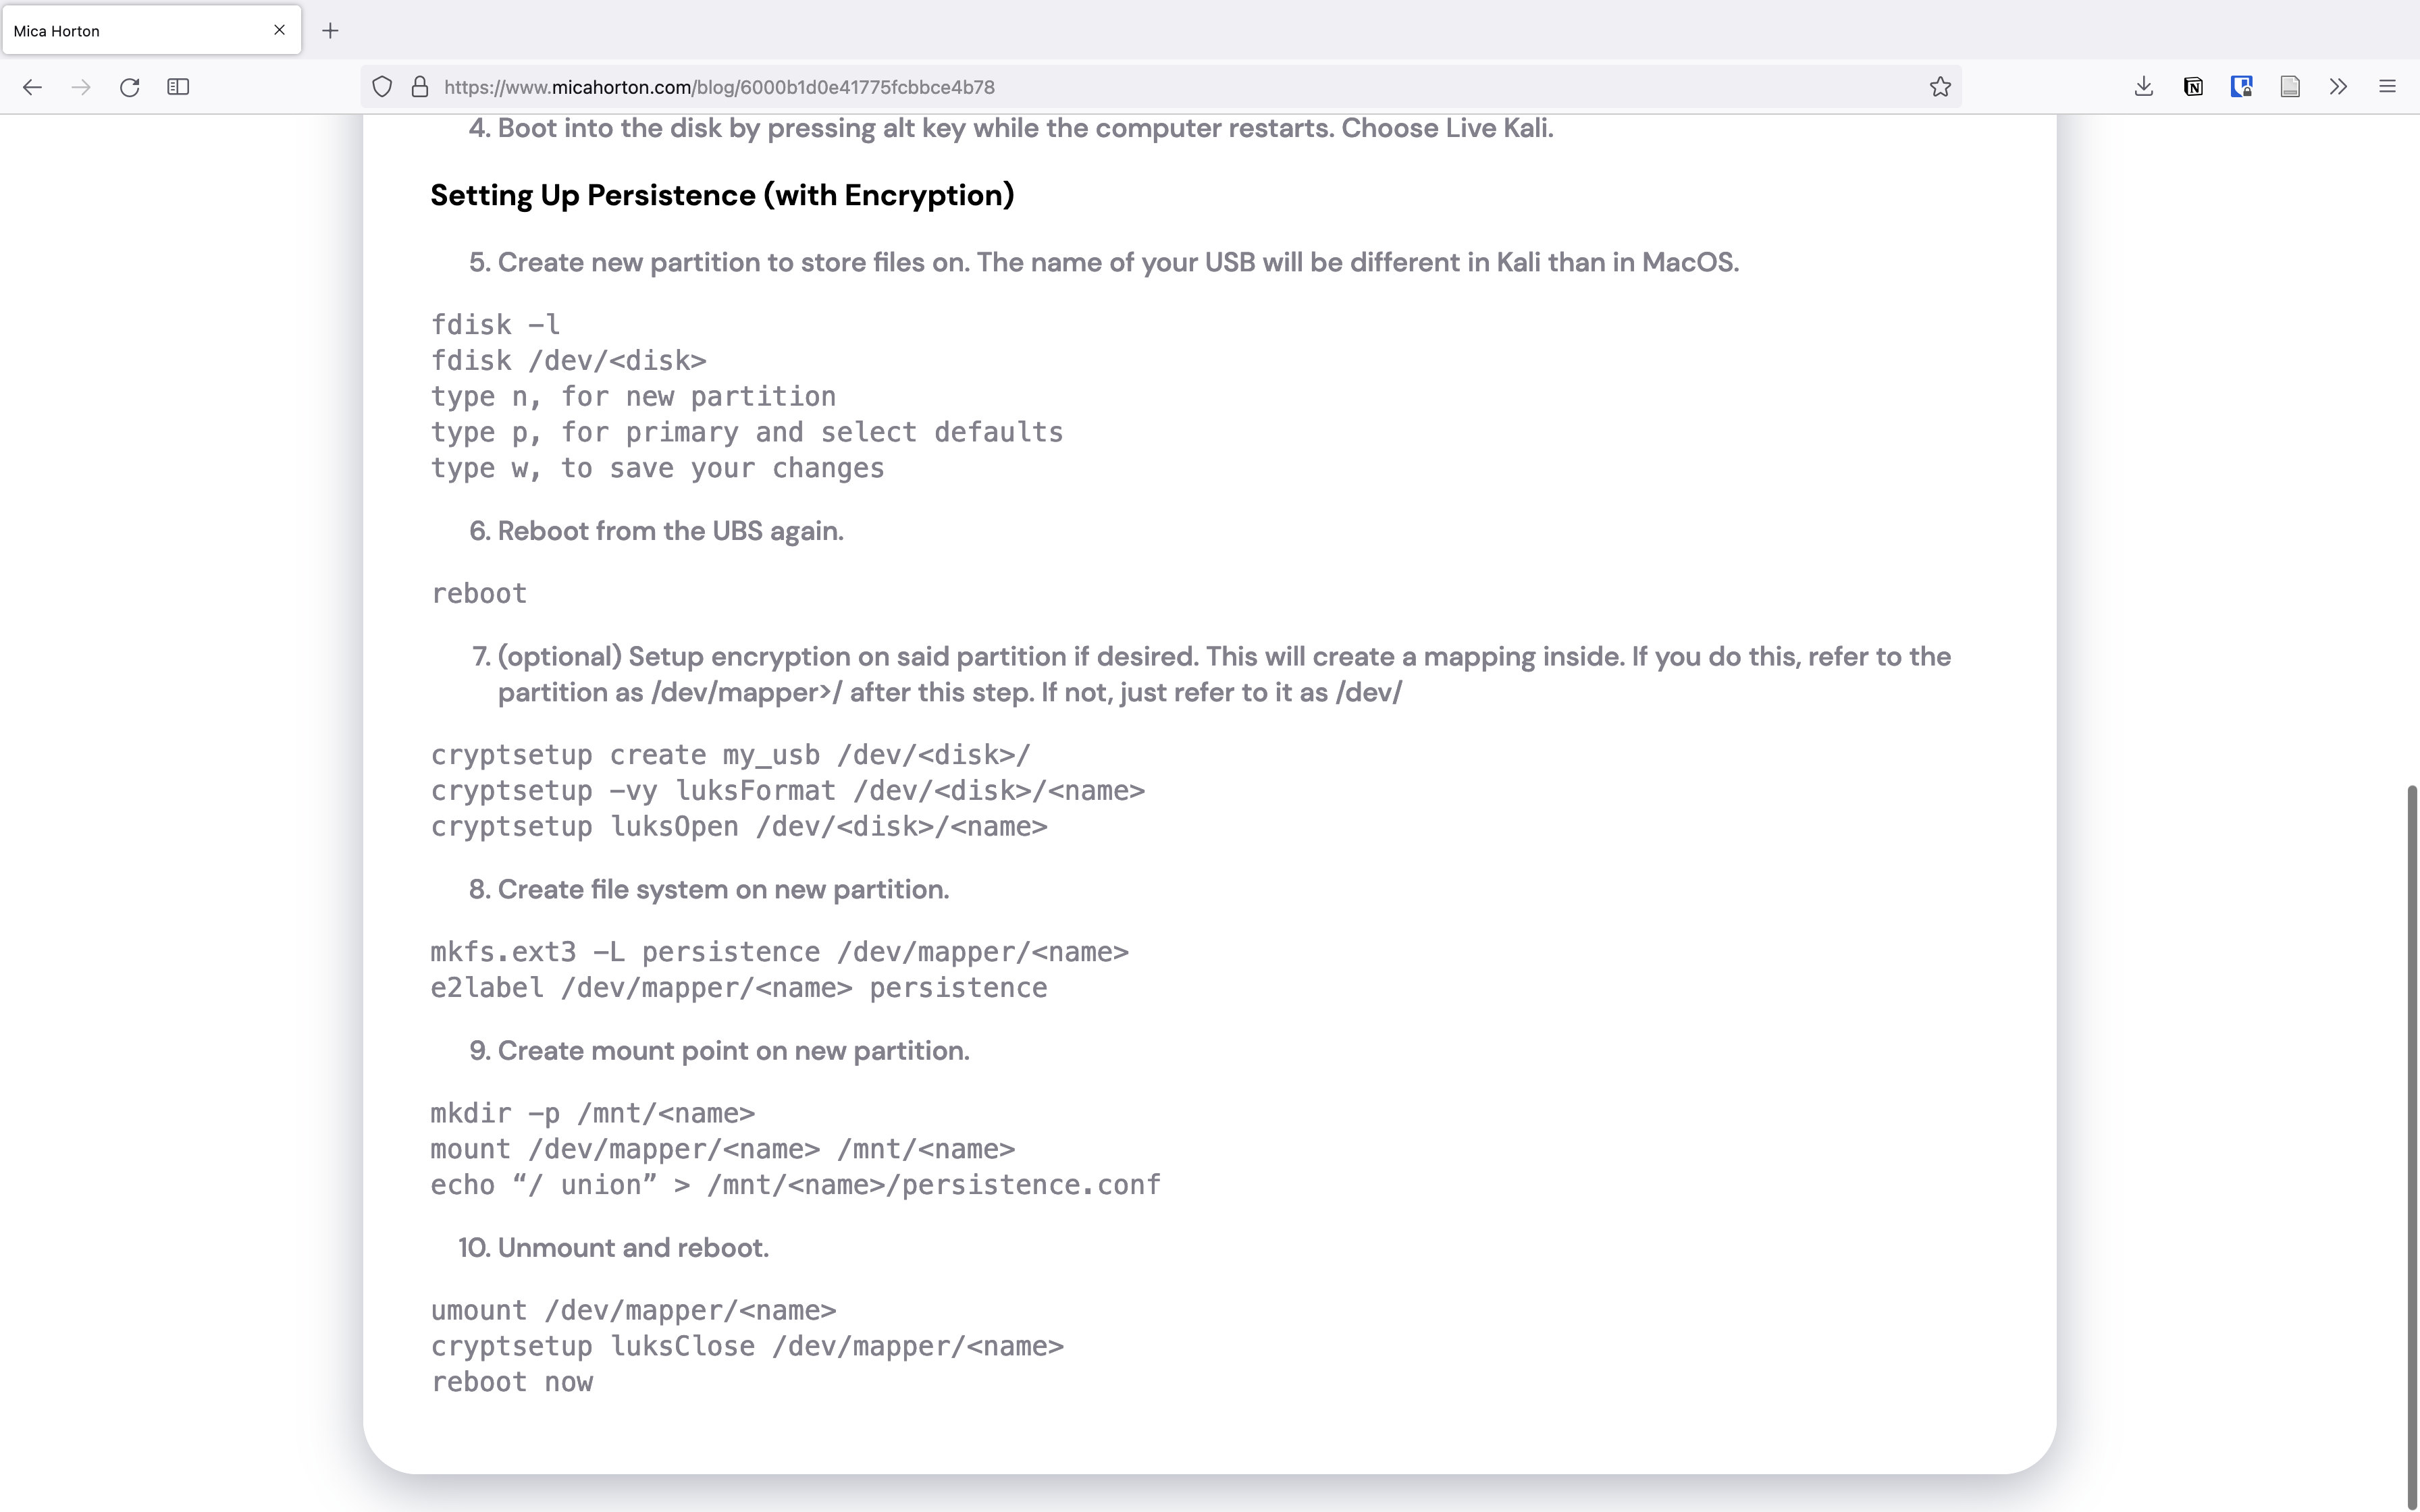 Mica Horton
https://www.micahorton.com/blog/6000b1d0e41775fcbbce4b78
4. Boot into the disk by pressing alt key while the computer restarts. Choose Live Kali.
Setting Up Persistence (with Encryption)
5. Create new partition to store files on. The name of your USB will be different in Kali than in MacOS.
fdisk -l
fdisk /dev/<disk>
type n, for new partition
type p, for primary and select defaults
type w, to save your changes
6. Reboot from the UBS again.
reboot
7. (optional) Setup encryption on said partition if desired. This will create a mapping inside. If you do this, refer to the
partition as /dev/mapper>/ after this step. If not, just refer to it as /dev/
cryptsetup create my_usb /dev/<disk>/
cryptsetup -vy luksFormat /dev/<disk>/<name>
cryptsetup luksOpen /dev/<disk>/<name>
8. Create file system on new partition.
mkfs.ext3 -L persistence /dev/mapper/<name>
e2label /dev/mapper/<name> persistence
9. Create mount point on new partition.
mkdir -p /mnt/<name>
mount /dev/mapper/<name> /mnt/<name>
echo “/ union” > /mnt/<name>/persistence.conf
10. Unmount and reboot.
umount /dev/mapper/<name>
cryptsetup luksClose /dev/mapper/<name>
reboot now